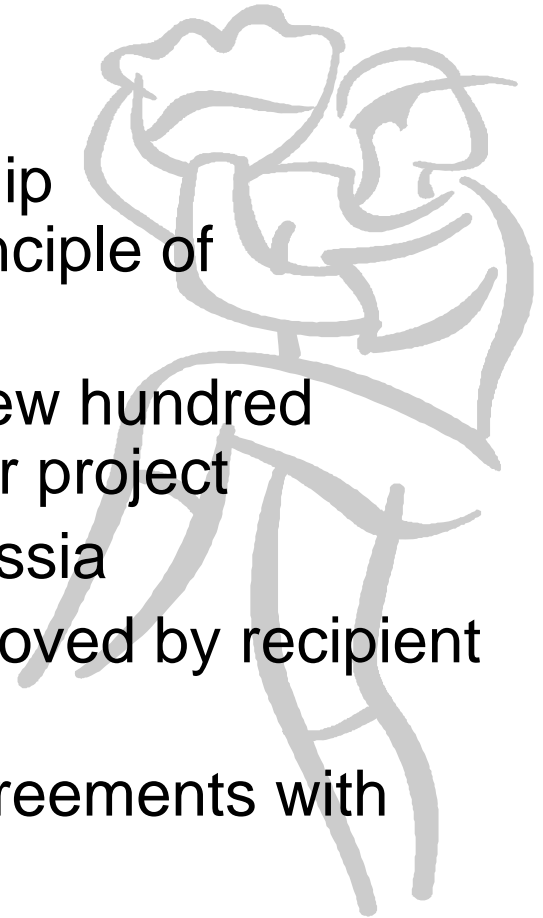 ip
nciple of
ew hundred
r project
ssia
oved by recipient
reements with